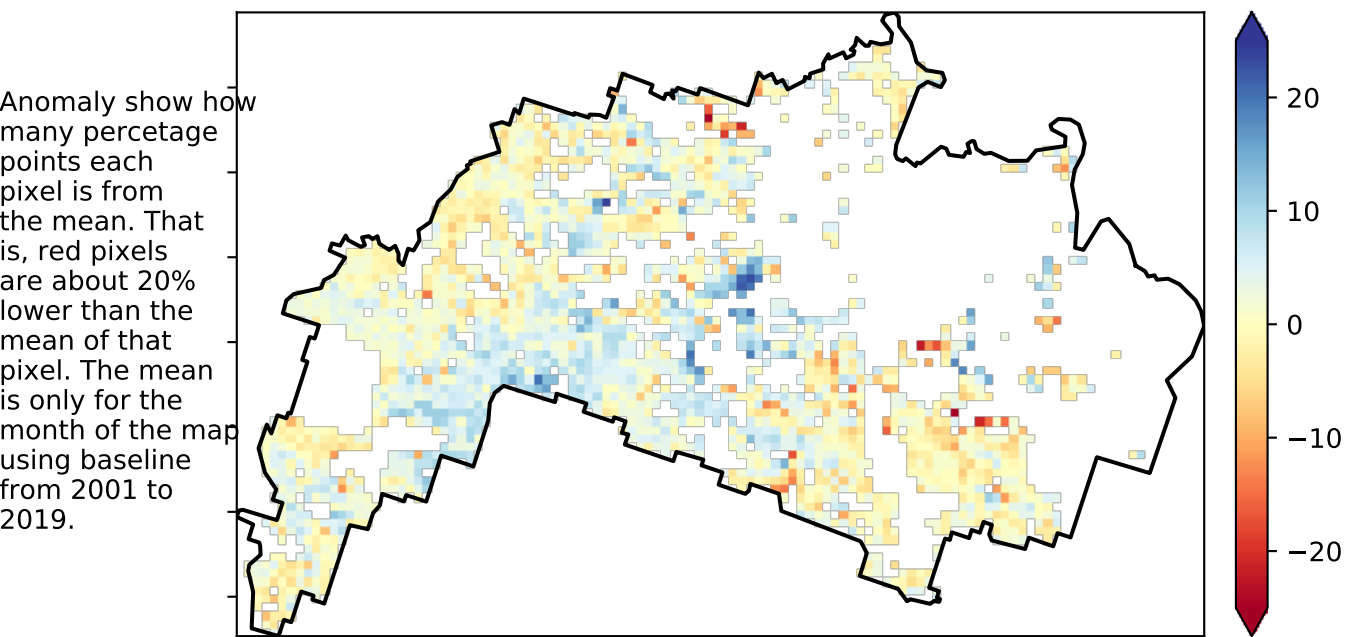 Anomaly show how
many percetage
points each
pixel is from
the mean. That
is, red pixels
are about 20%
lower than the
mean of that
pixel. The mean
is only for the
month of the map
using baseline
from 2001 to
2019.
20
10
0
−10
−20